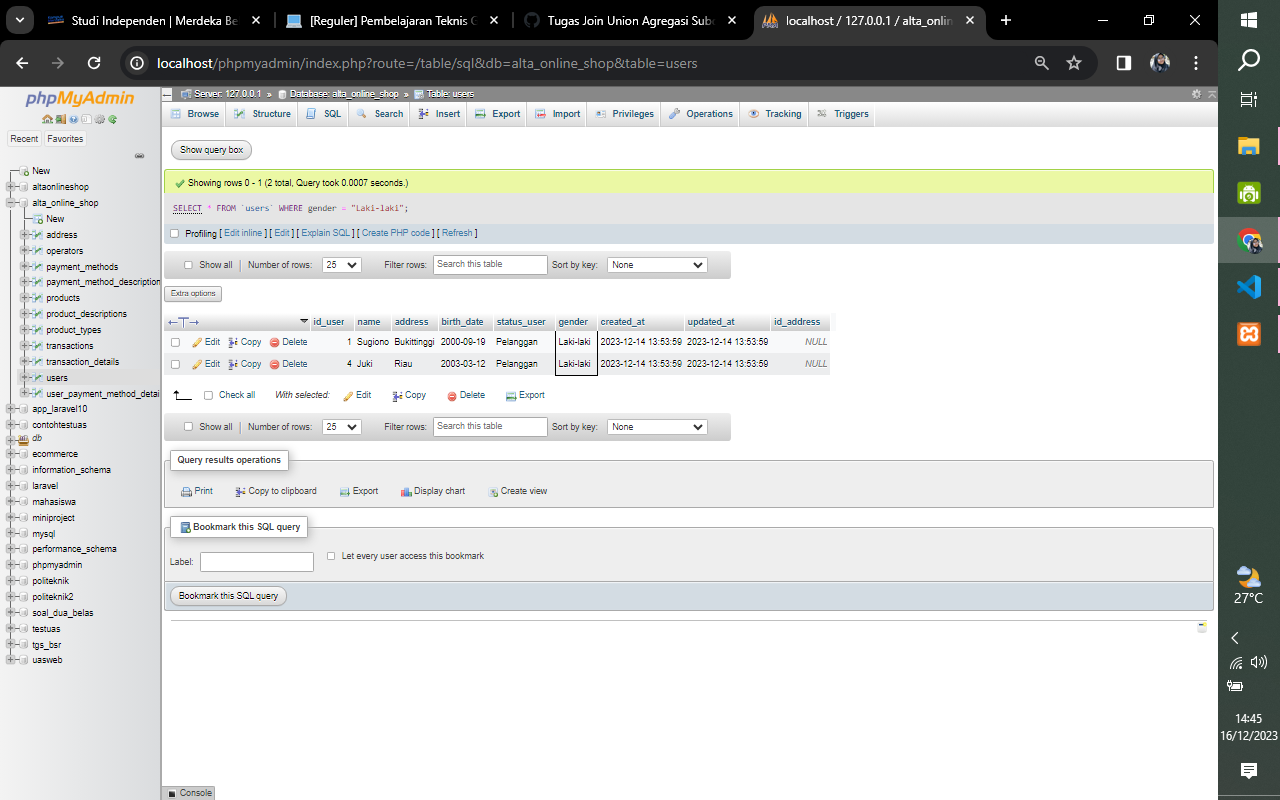 Studi Independen | Merdeka Be
[Reguler] Pembelajaran Teknis G
Tugas Join Union Agregasi Sub
localhost / 127.0.0.1 / alta_onlin
localhost/phpmyadmin/index.php?route=/table/sql&db=alta_online_shop&table=users
phpMyAdmin
Recent Favorites
New
altaonlineshop
alta_online_shop
New
address
operators
payment_methods
payment_method_description
products
product_descriptions
product_types
transactions
transaction_details
users
user_payment_method_detai
app_laravel10
contohtestuas
db
ecommerce
information_schema
laravel
mahasiswa
miniproject
mysql
performance_schema
phpmyadmin
politeknik
politeknik2
soal_dua_belas
testuas
tgs_bsr
uasweb
Server: 127.0.0.1 » Database: alta_online_shop » Table: users
Browse Structure SQL Search Insert Export Import Privileges Operations Tracking Triggers
Show query box
Showing rows 0 - 1 (2 total, Query took 0.0007 seconds.)
SELECT * FROM `users` WHERE gender = "Laki-laki";
Profiling [ Edit inline ] [ Edit ] [ Explain SQL ] [ Create PHP code ] [ Refresh ]
Show all | Number of rows: 25 Filter rows: Search this table Sort by key: None
Extra options
←T→ id_user name address birth_date status_user gender created_at updated_at id_address
Edit Copy Delete 1 Sugiono Bukittinggi 2000-09-19 Pelanggan Laki-laki 2023-12-14 13:53:59 2023-12-14 13:53:59 NULL
Edit Copy Delete 4 Juki Riau 2003-03-12 Pelanggan Laki-laki 2023-12-14 13:53:59 2023-12-14 13:53:59 NULL
Check all With selected: Edit Copy Delete Export
Show all | Number of rows: 25 Filter rows: Search this table Sort by key: None
Query results operations
Print Copy to clipboard Export Display chart Create view
Bookmark this SQL query
Label: Let every user access this bookmark
Bookmark this SQL query
Console
27°C
14:45
16/12/2023